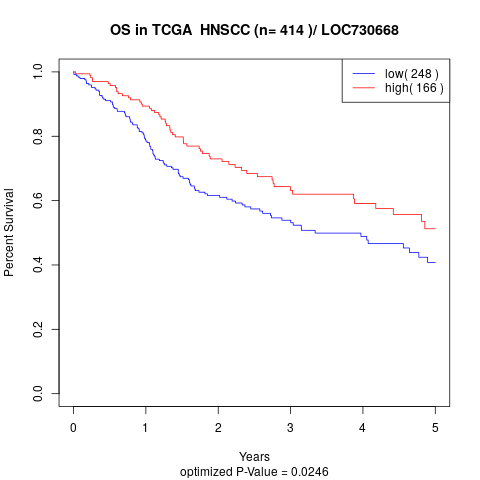 OS in TCGA  HNSCC (n= 414 )/ LOC730668
low( 248 )
high( 166 )
Percent Survival
1.0
0.8
0.6
0.4
0.2
0.0
0 1 2 3 4 5
Years
optimized P-Value = 0.0246